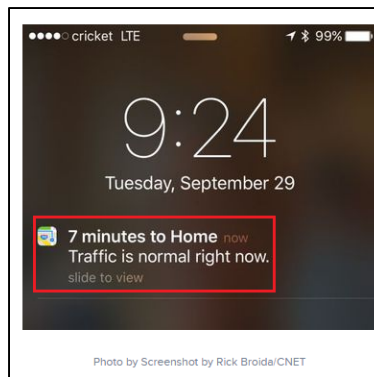 cricket LTE 99%
9:24
Tuesday, September 29
7 minutes to Home now
Traffic is normal right now.
slide to view
Photo by Screenshot by Rick Broida/CNET